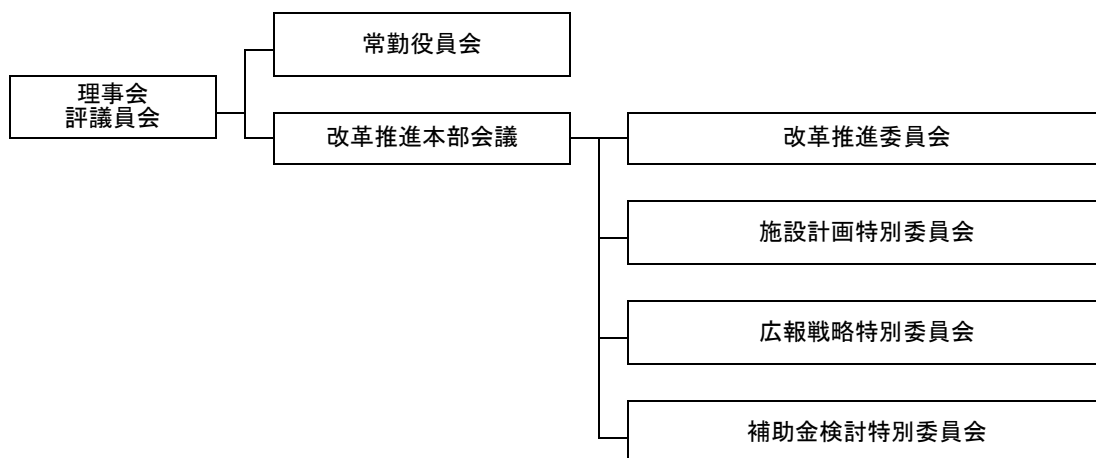 常勤役員会
理事会
評議員会
改革推進本部会議
改革推進委員会
施設計画特別委員会
広報戦略特別委員会
補助金検討特別委員会